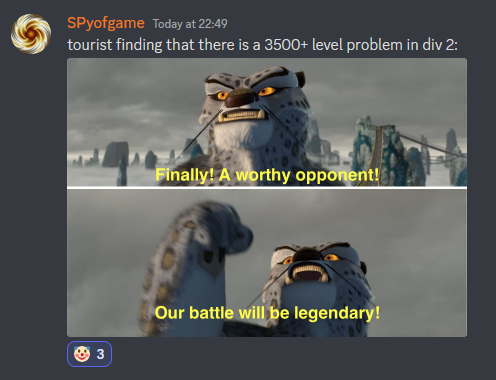 SPyofgame Today at 22:49
tourist finding that there is a 3500+ level problem in div 2:
Finally! A worthy opponent!
Our battle will be legendary!
3